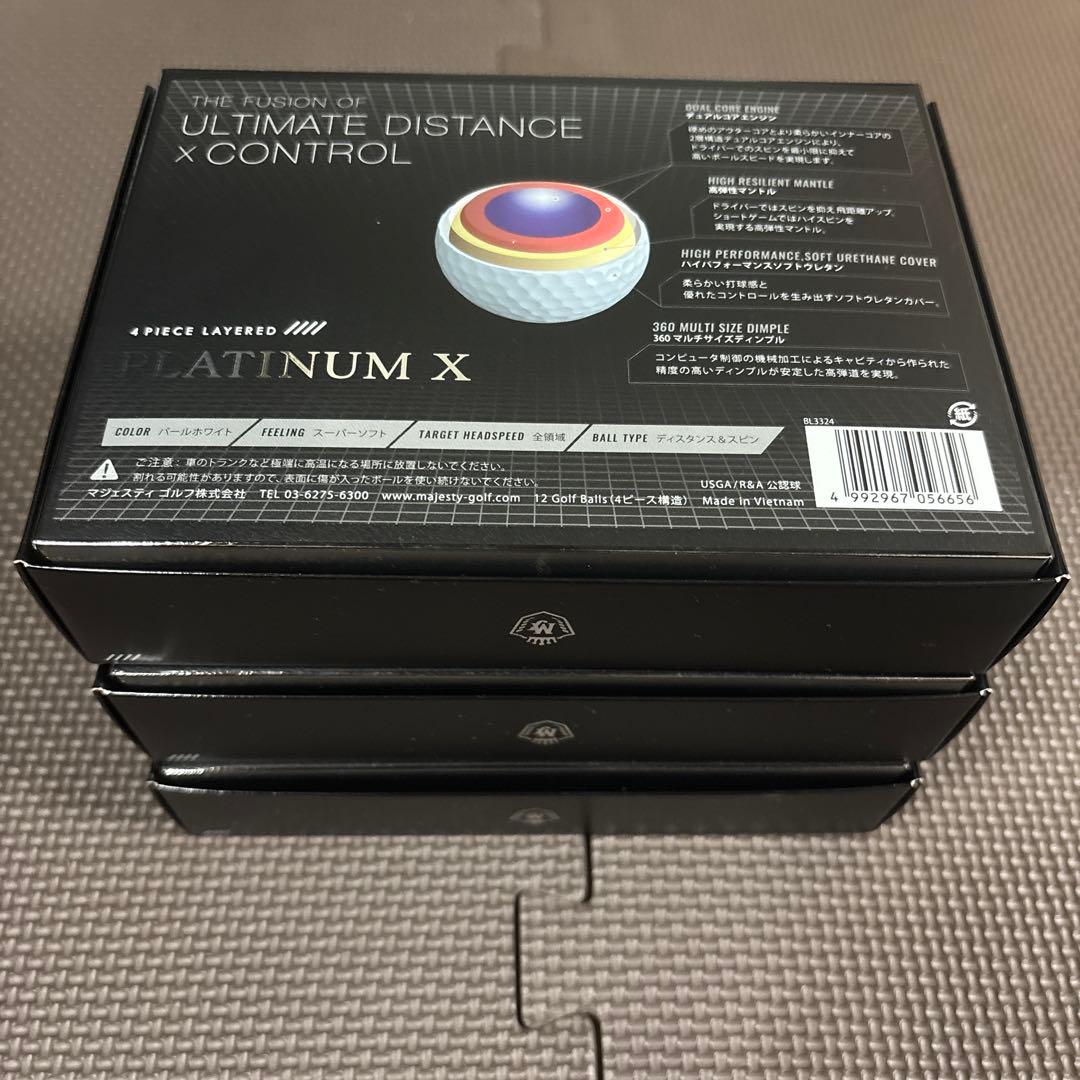 THE FUSION OF
ULTIMATE DISTANCE
× CONTROL
DUAL CORE ENGINE
デュアルコアエンジン
硬めのアウターコアとより柔らかいインナーコアの
2層構造デュアルコアエンジンにより、
ドライバーでのスピンを最小限に抑えて
高いボールスピードを実現します。
HIGH RESILIENT MANTLE
高弾性マントル
ドライバーではスピンを抑え飛距離アップ、
ショートゲームではハイスピンを
実現する高弾性マントル。
HIGH PERFORMANCE,SOFT URETHANE COVER
ハイパフォーマンスソフトウレタン
柔らかい打球感と
優れたコントロールを生み出すソフトウレタンカバー。
360 MULTI SIZE DIMPLE
360 マルチサイズディンプル
コンピュータ制御の機械加工によるキャビティから作られた
精度の高いディンプルが安定した高弾道を実現。
4 PIECE LAYERED
PLATINUM X
COLOR パールホワイト
FEELING スーパーソフト
TARGET HEADSPEED 全領域
BALL TYPE ディスタンス&スピン
紙
BL3324
4 992967 056656
ご注意：車のトランクなど極端に高温になる場所に放置しないでください。
割れる可能性がありますので、表面に傷が入ったボールを使い続けないでください。
USGA/R&A 公認球
マジェスティ ゴルフ株式会社 TEL 03-6275-6300 www.majesty-golf.com 12 Golf Balls（4ピース構造） Made in Vietnam